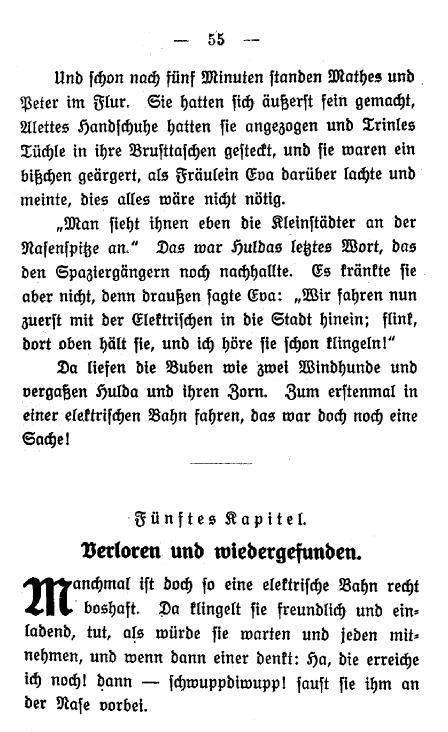 — 55 —
Und schon nach fünf Minuten standen Mathes und
Peter im Flur. Sie hatten sich äußerst fein gemacht,
Alettes Handschuhe hatten sie angezogen und Trinles
Tüchle in ihre Brusttaschen gesteckt, und sie waren ein
bißchen geärgert, als Fräulein Eva darüber lachte und
meinte, dies alles wäre nicht nötig.
„Man sieht ihnen eben die Kleinstädter an der
Nasenspitze an.“ Das war Huldas letztes Wort, das
den Spaziergängern noch nachhallte. Es kränkte sie
aber nicht, denn draußen sagte Eva: „Wir fahren nun
zuerst mit der Elektrischen in die Stadt hinein; flink,
dort oben hält sie, und ich höre sie schon klingeln!“
Da liefen die Buben wie zwei Windhunde und
vergaßen Hulda und ihren Zorn. Zum erstenmal in
einer elektrischen Bahn fahren, das war doch noch eine
Sache!
Fünftes Kapitel.
Verloren und wiedergefunden.
Manchmal ist doch so eine elektrische Bahn recht
boshaft. Da klingelt sie freundlich und ein-
ladend, tut, als würde sie warten und jeden mit-
nehmen, und wenn dann einer denkt: Ha, die erreiche
ich noch! dann — schwuppdiwupp! saust sie ihm an
der Nase vorbei.